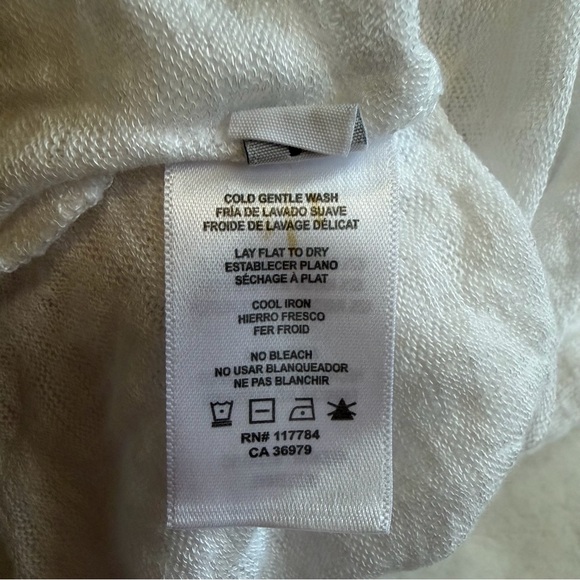 COLD GENTLE WASH
FRÍA DE LAVADO SUAVE
FROIDE DE LAVAGE DÉLICAT
LAY FLAT TO DRY
ESTABLECER PLANO
SÉCHAGE À PLAT
COOL IRON
HIERRO FRESCO
FER FROID
NO BLEACH
NO USAR BLANQUEADOR
NE PAS BLANCHIR
RN# 117784
CA 36979